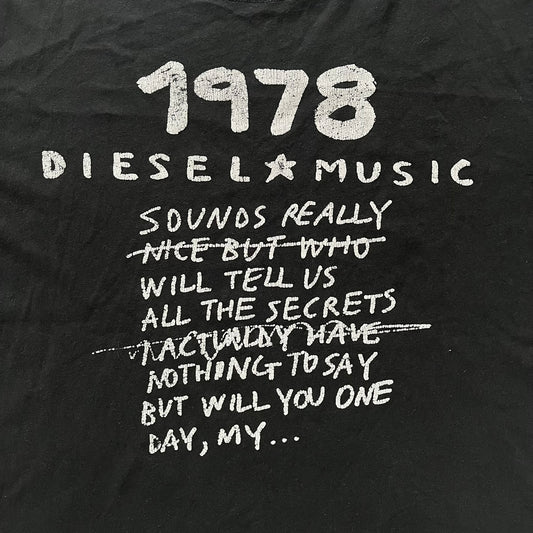 1978
DIESEL★MUSIC
SOUNDS REALLY
NICE BUT WHO
WILL TELL US
ALL THE SECRETS
I ACTUALLY HAVE
NOTHING TO SAY
BUT WILL YOU ONE
DAY, MY...